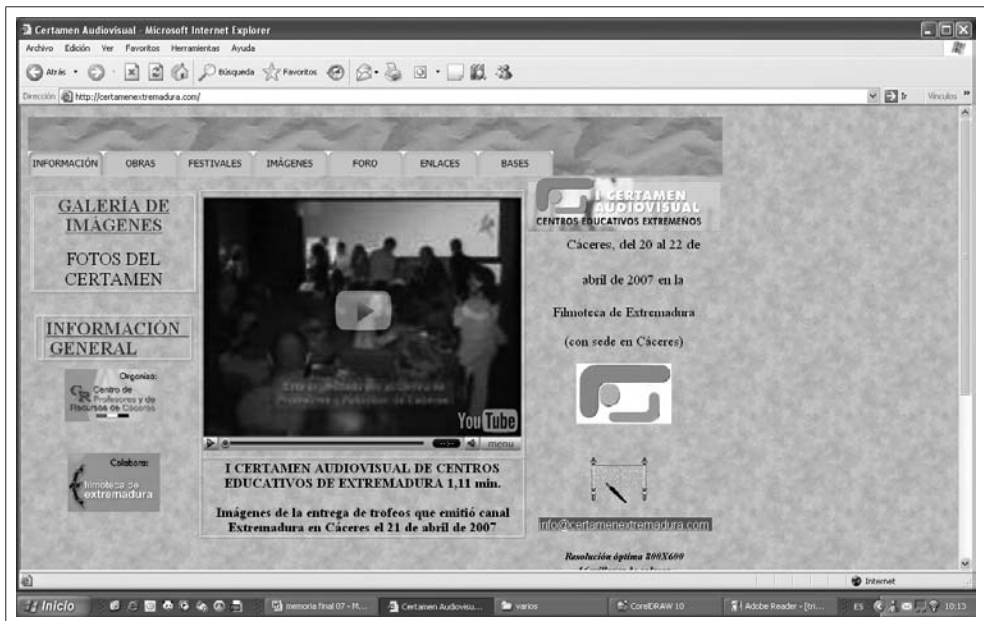 Certamen Audiovisual - Microsoft Internet Explorer
Archivo Edición Ver Favoritos Herramientas Ayuda
Atrás Búsqueda Favoritos
Dirección http://certamenextremadura.com/ Ir Vínculos
INFORMACIÓN OBRAS FESTIVALES IMÁGENES FORO ENLACES BASES
GALERÍA DE
IMÁGENES
FOTOS DEL
CERTAMEN
INFORMACIÓN
GENERAL
Organiza:
Centro de
Profesores y de
Recursos de Cáceres
Colabora:
filmoteca de
extremadura
You Tube
menu
I CERTAMEN AUDIOVISUAL DE CENTROS
EDUCATIVOS DE EXTREMADURA 1,11 min.
Imágenes de la entrega de trofeos que emitió canal
Extremadura en Cáceres el 21 de abril de 2007
I CERTAMEN
AUDIOVISUAL
CENTROS EDUCATIVOS EXTREMEÑOS
Cáceres, del 20 al 22 de
abril de 2007 en la
Filmoteca de Extremadura
(con sede en Cáceres)
info@certamenextremadura.com
Resolución óptima 800X600
Internet
Inicio memoria final 07 - M... Certamen Audiovisu... varios CorelDRAW 10 Adobe Reader - [tri... ES 10:13